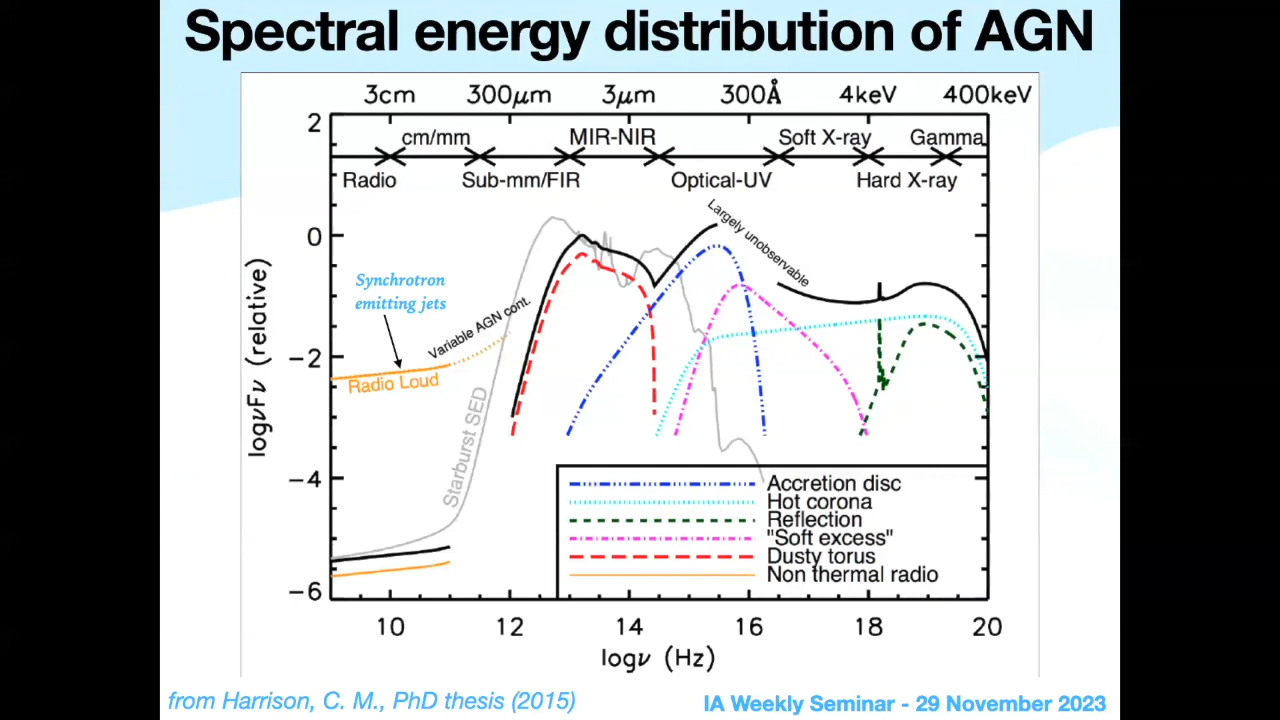 Spectral energy distribution of AGN
3cm 300μm 3μm 300Å 4keV 400keV
cm/mm MIR-NIR Soft X-ray Gamma
Radio Sub-mm/FIR Optical-UV Hard X-ray
2
0
−2
−4
−6
logνFν (relative)
Synchrotron
emitting jets
Variable AGN cont.
Radio Loud
Starburst SED
Largely unobservable
Accretion disc
Hot corona
Reflection
"Soft excess"
Dusty torus
Non thermal radio
10 12 14 16 18 20
logν (Hz)
from Harrison, C. M., PhD thesis (2015)
IA Weekly Seminar - 29 November 2023